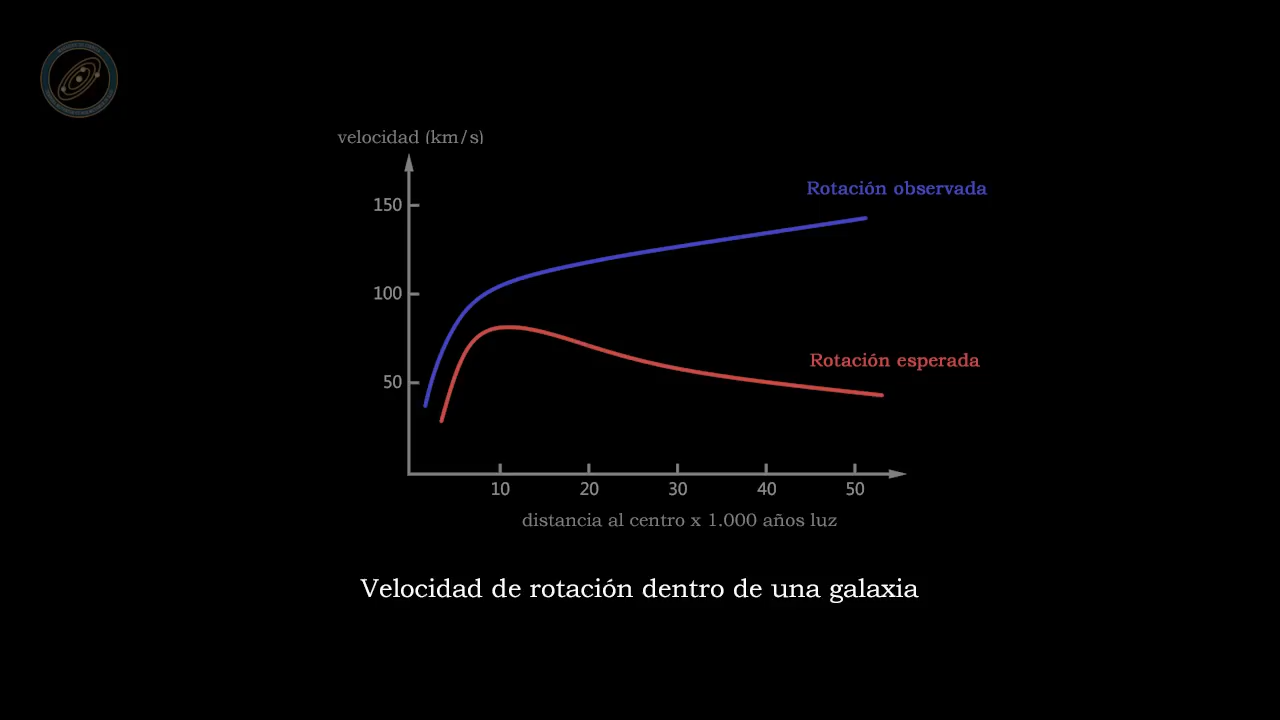 velocidad (km/s)
Rotación observada
150
100
Rotación esperada
50
10 20 30 40 50
distancia al centro x 1.000 años luz
Velocidad de rotación dentro de una galaxia